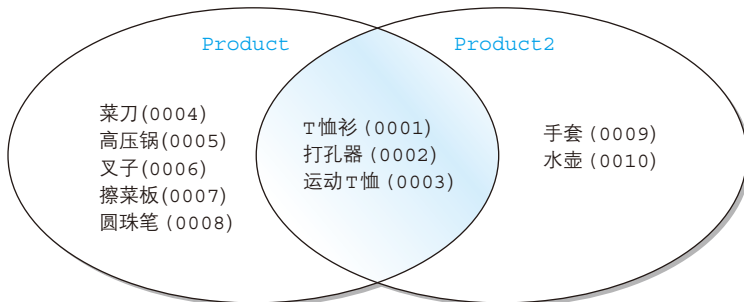 Product
Product2
菜刀(0004)
高压锅(0005)
叉子(0006)
擦菜板(0007)
圆珠笔(0008)
T恤衫(0001)
打孔器(0002)
运动T恤(0003)
手套(0009)
水壶(0010)